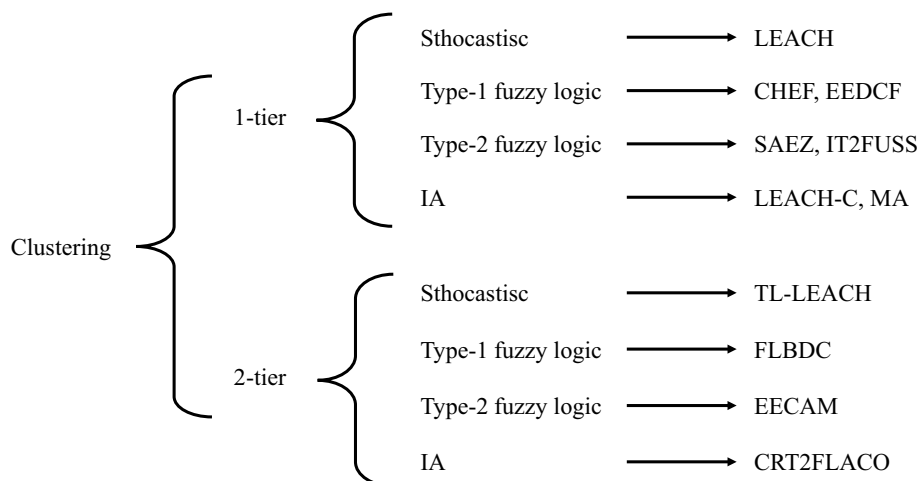 Sthocastisc LEACH
Type-1 fuzzy logic CHEF, EEDCF
1-tier
Type-2 fuzzy logic SAEZ, IT2FUSS
IA LEACH-C, MA
Clustering
Sthocastisc TL-LEACH
Type-1 fuzzy logic FLBDC
2-tier
Type-2 fuzzy logic EECAM
IA CRT2FLACO